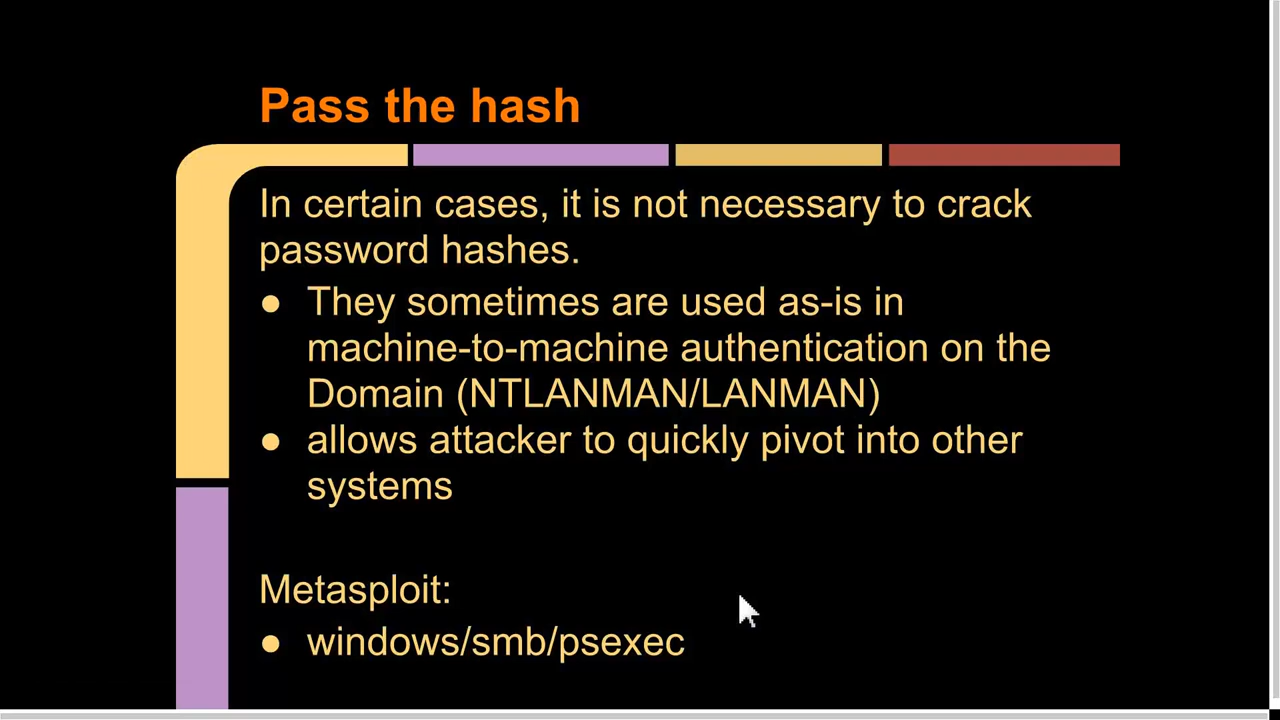 Pass the hash
In certain cases, it is not necessary to crack
password hashes.
● They sometimes are used as-is in
machine-to-machine authentication on the
Domain (NTLANMAN/LANMAN)
● allows attacker to quickly pivot into other
systems
Metasploit:
● windows/smb/psexec